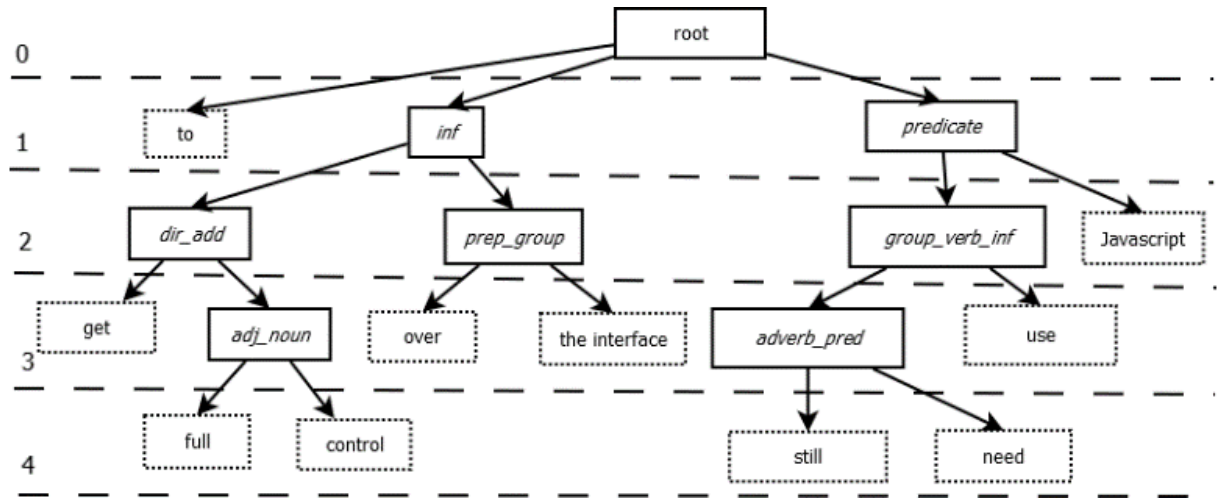 root
0
to
inf
predicate
1
dir_add
prep_group
group_verb_inf
Javascript
2
get
adj_noun
over
the interface
adverb_pred
use
3
full
control
still
need
4